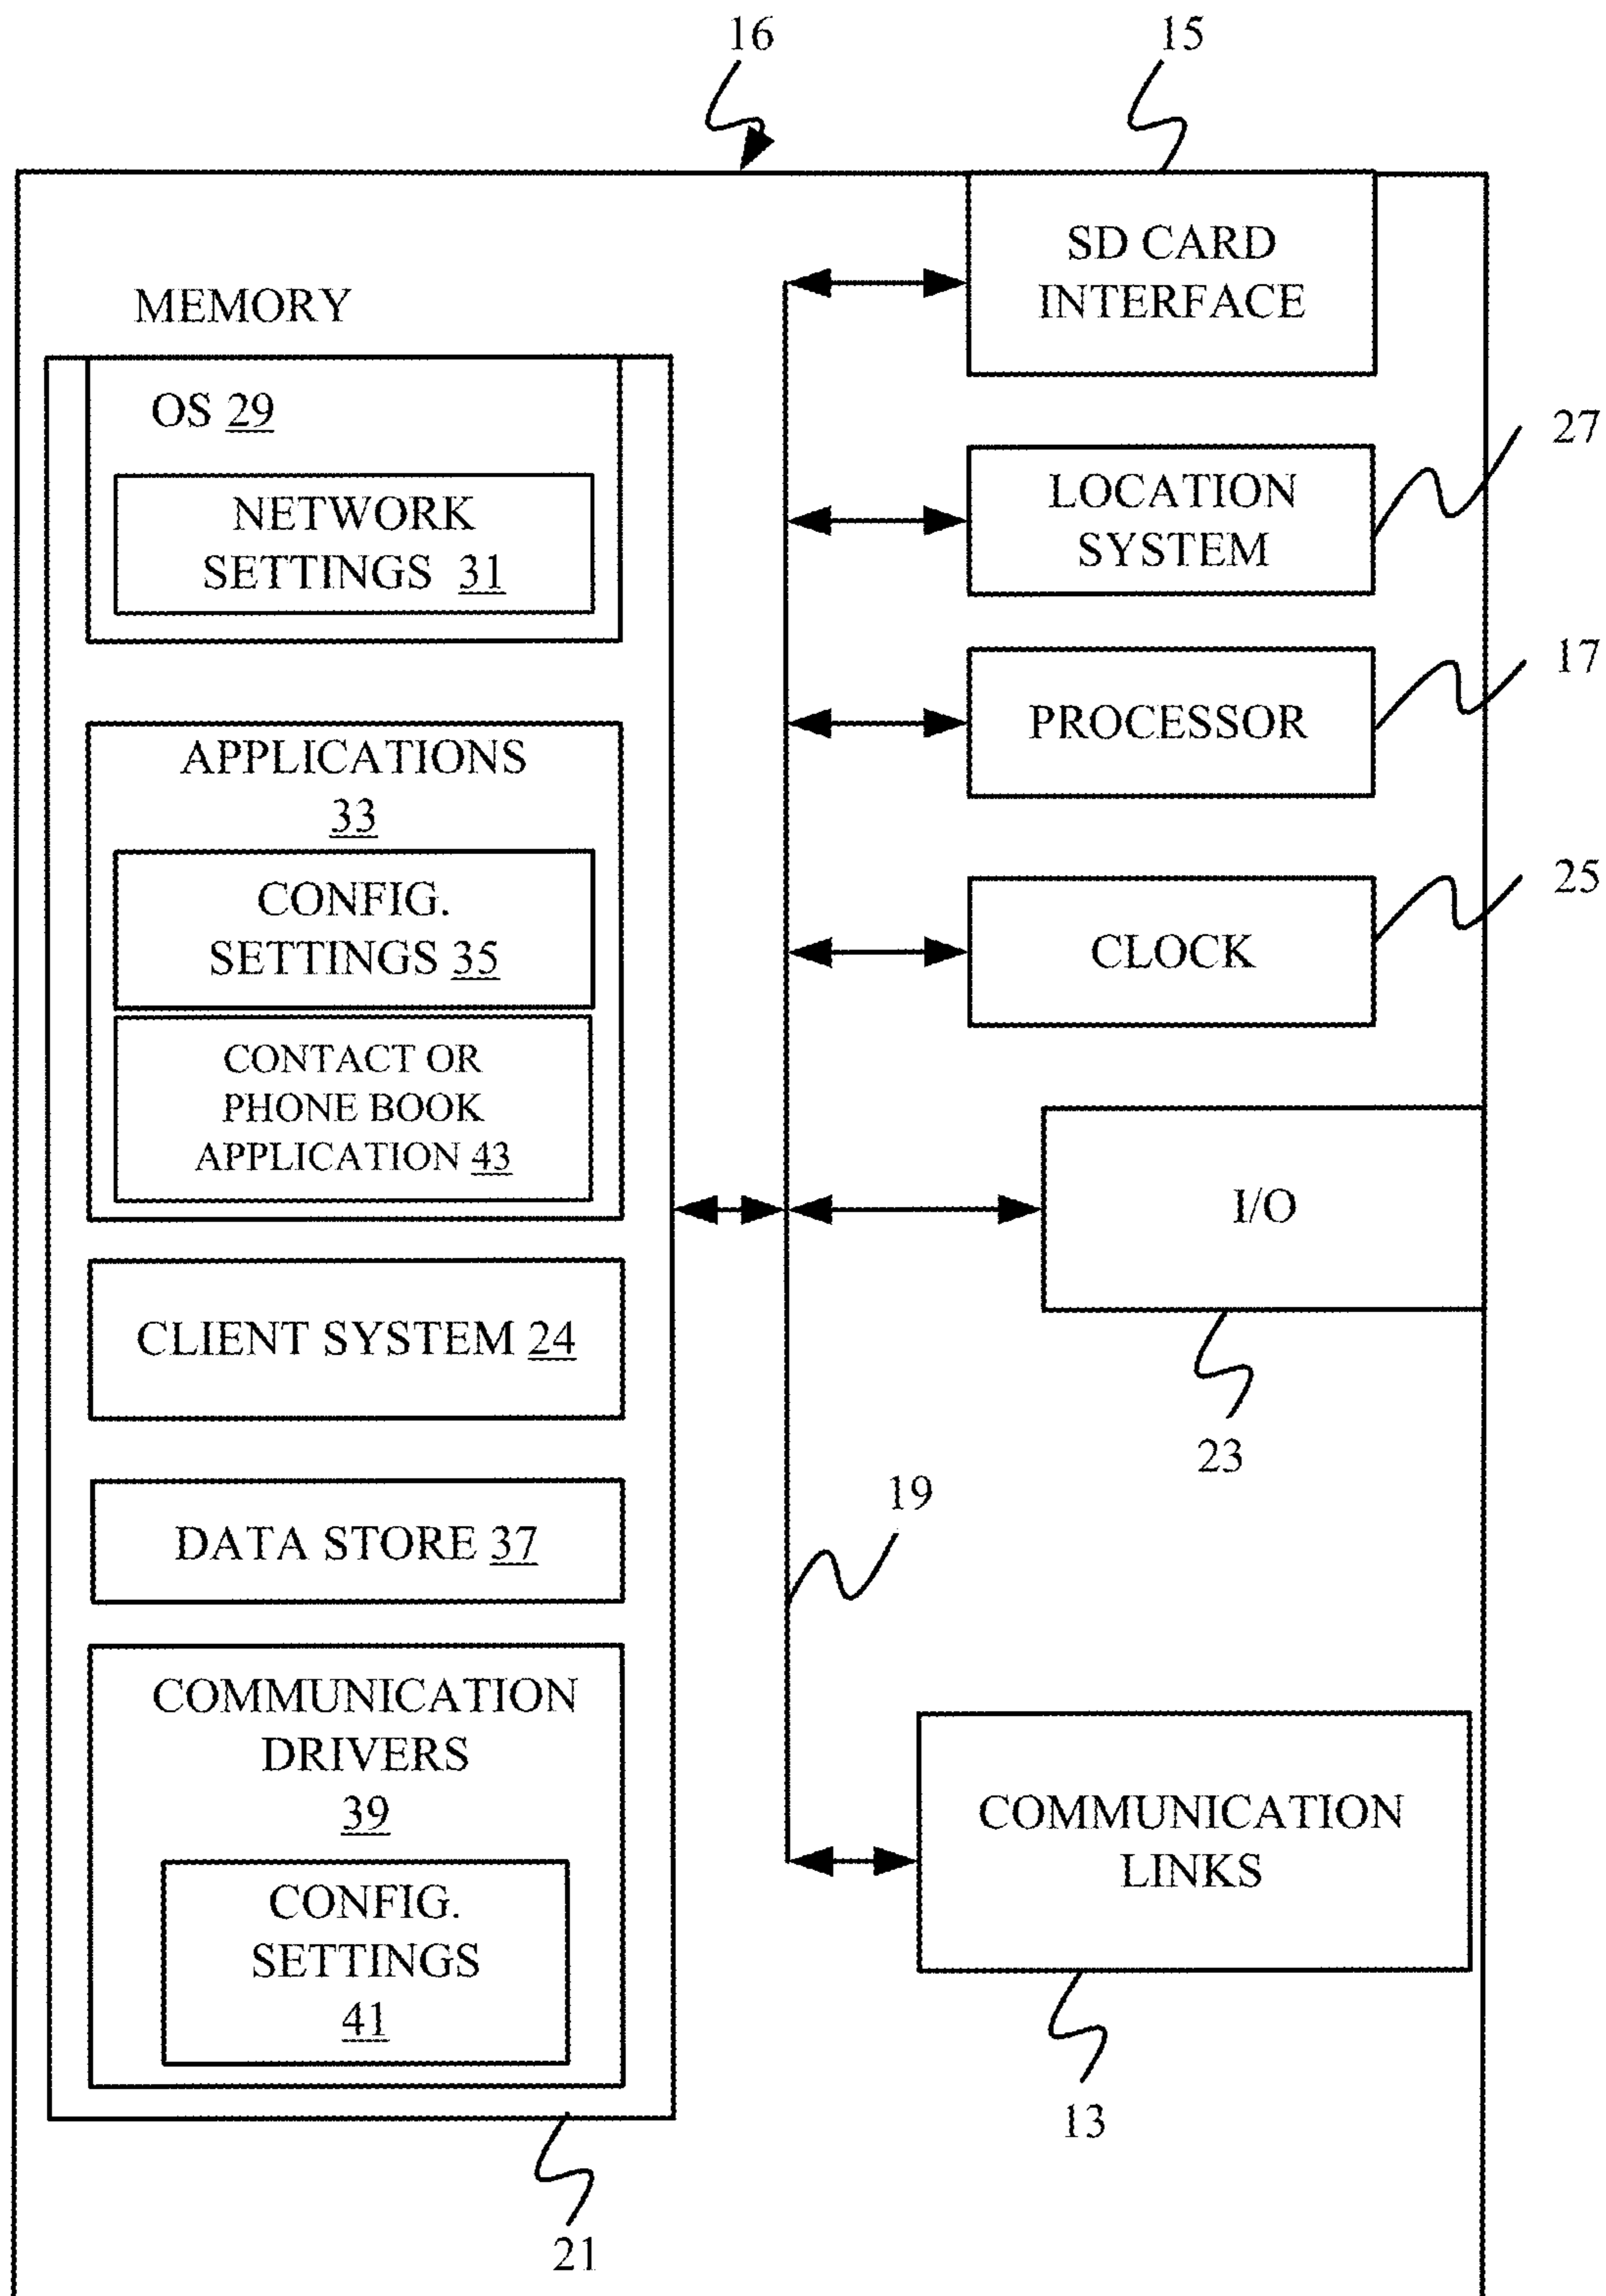 16
15
SD CARD
INTERFACE
MEMORY
OS 29
NETWORK
SETTINGS 31
27
LOCATION
SYSTEM
17
PROCESSOR
APPLICATIONS
33
CONFIG.
SETTINGS 35
25
CLOCK
CONTACT OR
PHONE BOOK
APPLICATION 43
I/O
23
CLIENT SYSTEM 24
19
DATA STORE 37
COMMUNICATION
DRIVERS
39
CONFIG.
SETTINGS
41
COMMUNICATION
LINKS
13
21